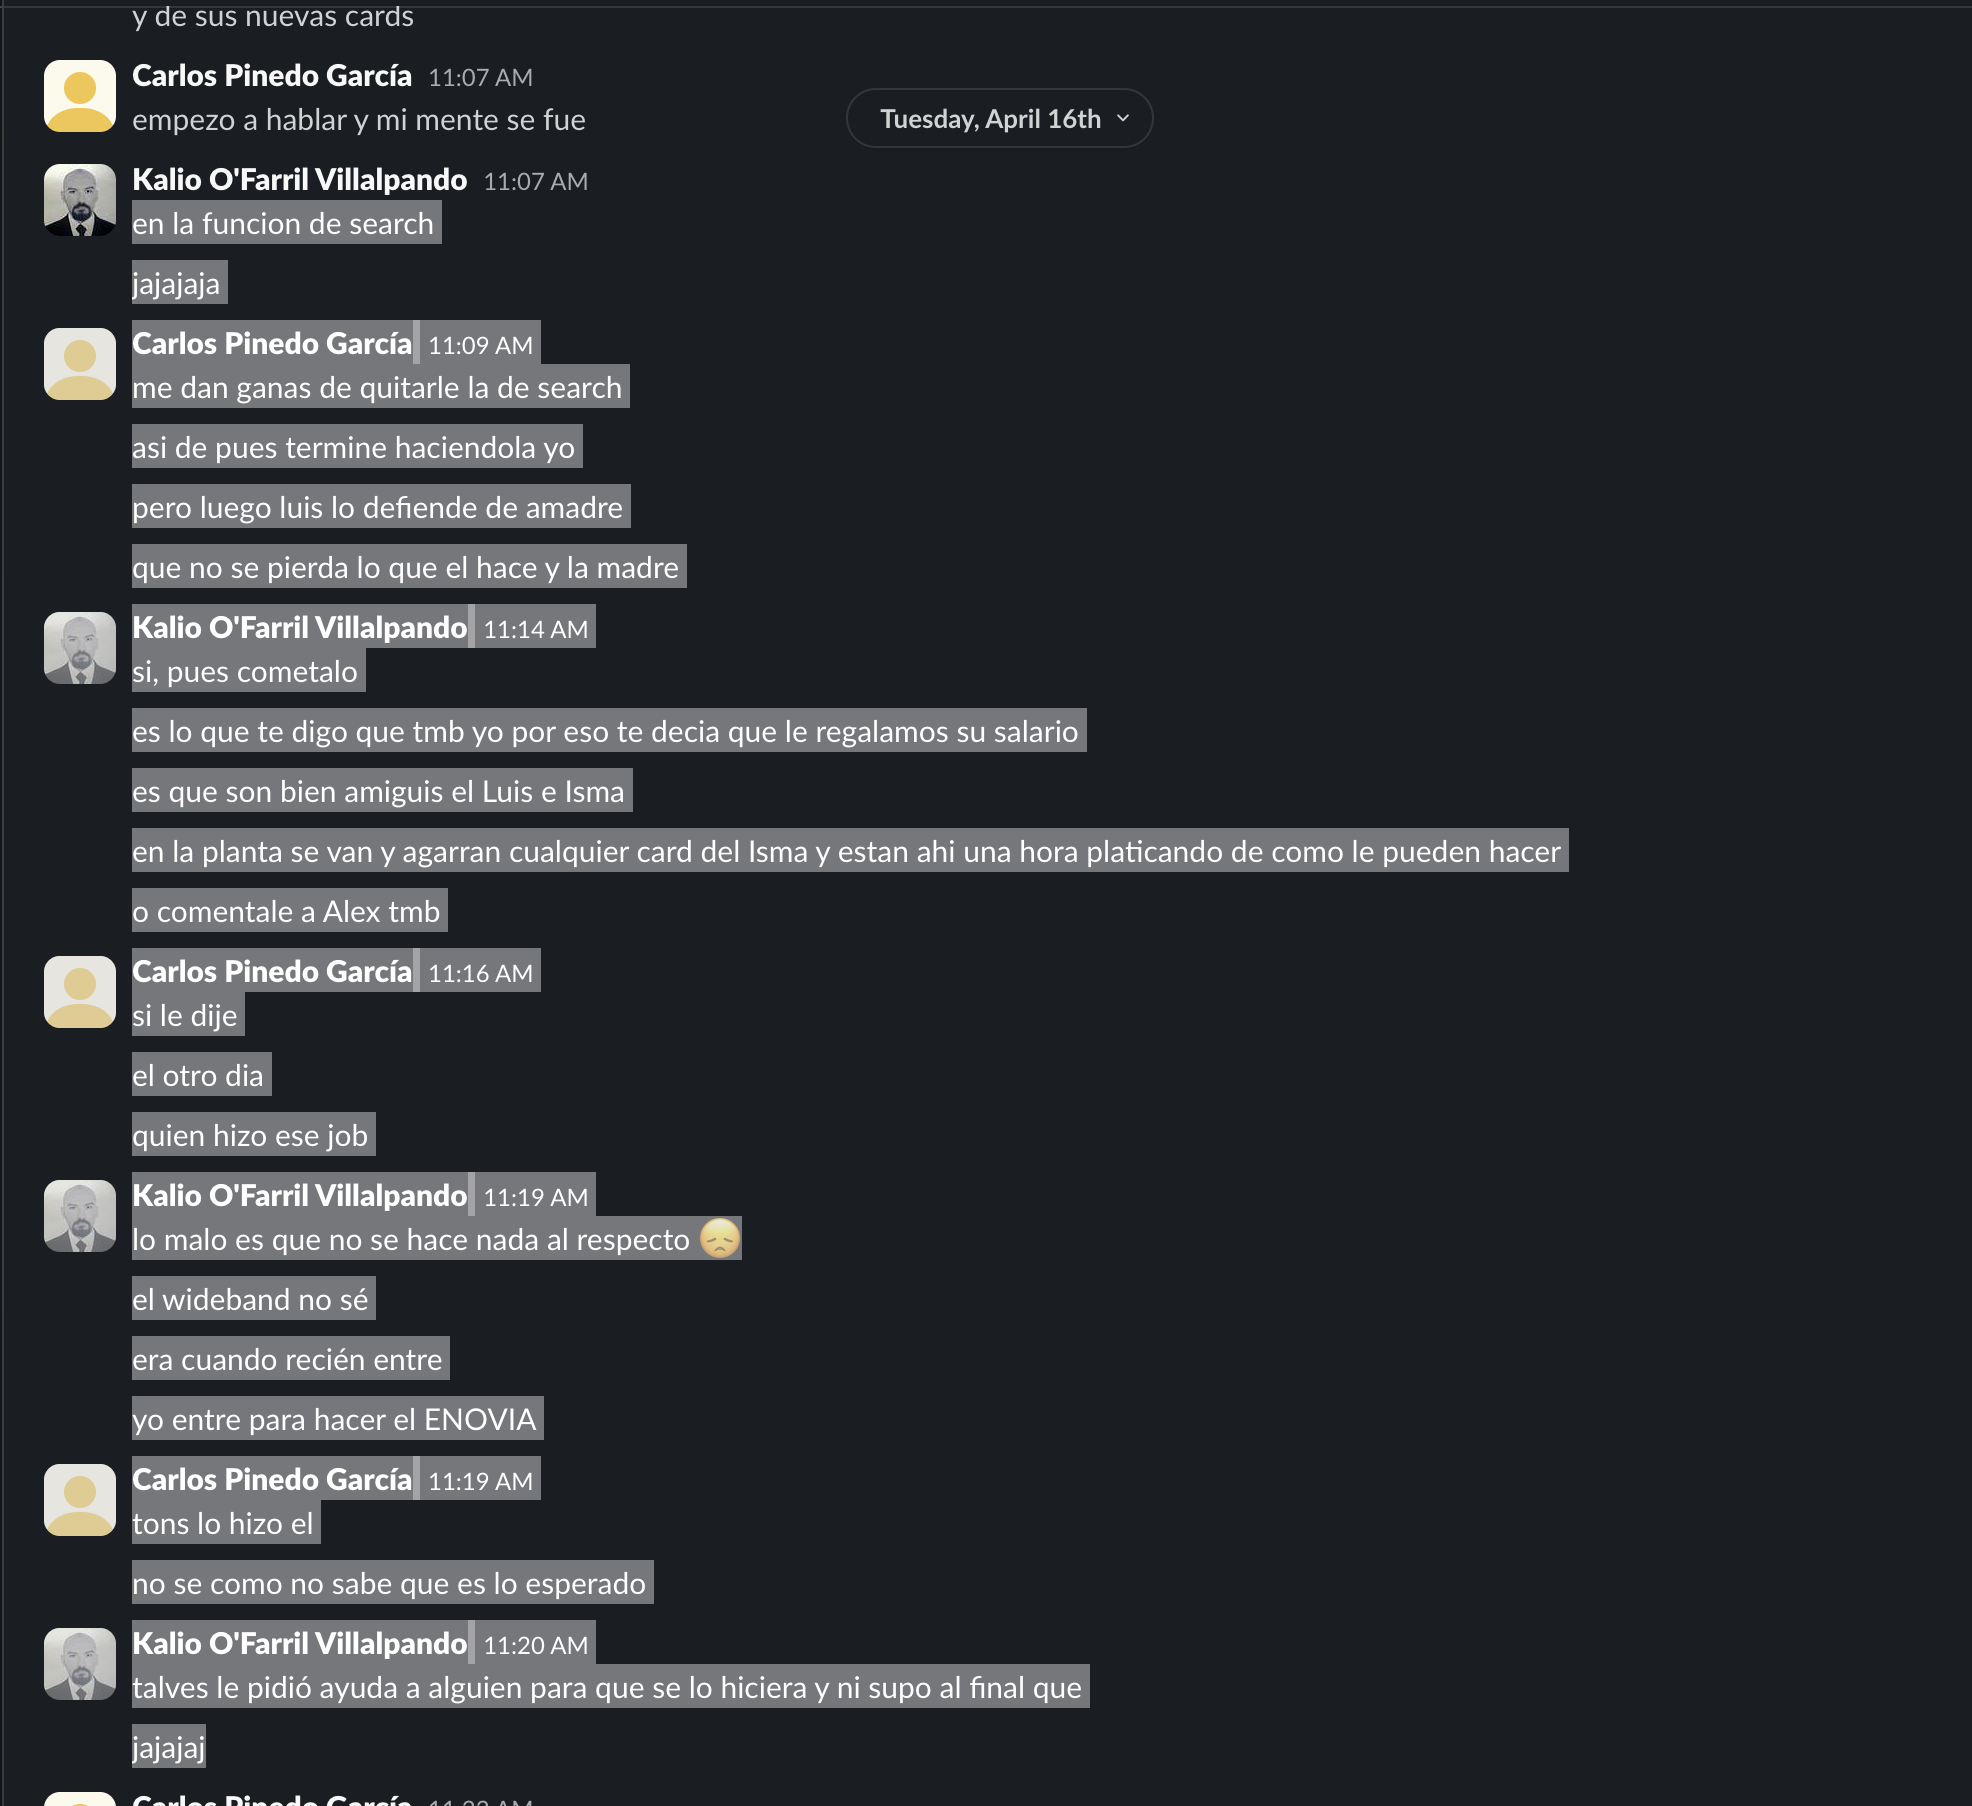 y de sus nuevas cards
Carlos Pinedo García 11:07 AM
empezo a hablar y mi mente se fue
Tuesday, April 16th
Kalio O'Farril Villalpando 11:07 AM
en la funcion de search
jajajaja
Carlos Pinedo García 11:09 AM
me dan ganas de quitarle la de search
asi de pues termine haciendola yo
pero luego luis lo defiende de amadre
que no se pierda lo que el hace y la madre
Kalio O'Farril Villalpando 11:14 AM
si, pues cometalo
es lo que te digo que tmb yo por eso te decia que le regalamos su salario
es que son bien amiguis el Luis e Isma
en la planta se van y agarran cualquier card del Isma y estan ahi una hora platicando de como le pueden hacer
o comentale a Alex tmb
Carlos Pinedo García 11:16 AM
si le dije
el otro dia
quien hizo ese job
Kalio O'Farril Villalpando 11:19 AM
lo malo es que no se hace nada al respecto 😞
el wideband no sé
era cuando recién entre
yo entre para hacer el ENOVIA
Carlos Pinedo García 11:19 AM
tons lo hizo el
no se como no sabe que es lo esperado
Kalio O'Farril Villalpando 11:20 AM
talves le pidió ayuda a alguien para que se lo hiciera y ni supo al final que
jajajaj
Carlos Pinedo García